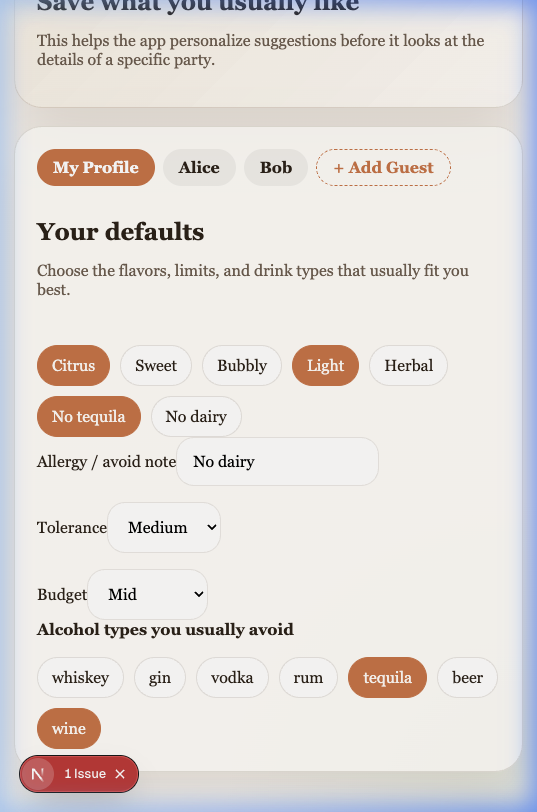 Save what you usually like
This helps the app personalize suggestions before it looks at the
details of a specific party.
My Profile
Alice
Bob
+ Add Guest
Your defaults
Choose the flavors, limits, and drink types that usually fit you
best.
Citrus
Sweet
Bubbly
Light
Herbal
No tequila
No dairy
Allergy / avoid note
No dairy
Tolerance
Medium
Budget
Mid
Alcohol types you usually avoid
whiskey
gin
vodka
rum
tequila
beer
wine
N
1 Issue